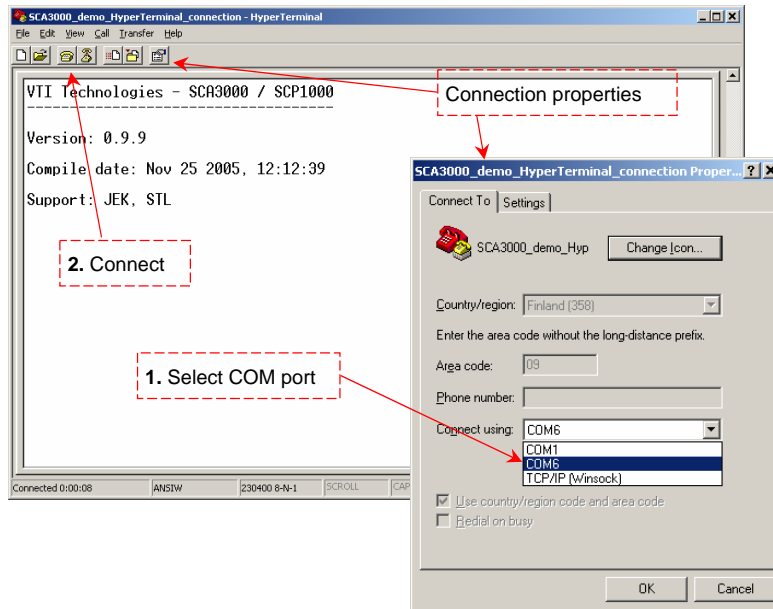 SCA3000_demo_HyperTerminal_connection - HyperTerminal
File Edit View Call Transfer Help
VTI Technologies - SCA3000 / SCP1000
------------------------------------
Version: 0.9.9
Compile date: Nov 25 2005, 12:12:39
Support: JEK, STL
Connection properties
2. Connect
1. Select COM port
Connected 0:00:08 ANSIW 230400 8-N-1 SCROLL CAP
SCA3000_demo_HyperTerminal_connection Proper...
Connect To Settings
SCA3000_demo_Hyp Change Icon...
Country/region: Finland (358)
Enter the area code without the long-distance prefix.
Area code: 09
Phone number:
Connect using: COM6
COM1
COM6
TCP/IP (Winsock)
Use country/region code and area code
Redial on busy
OK Cancel